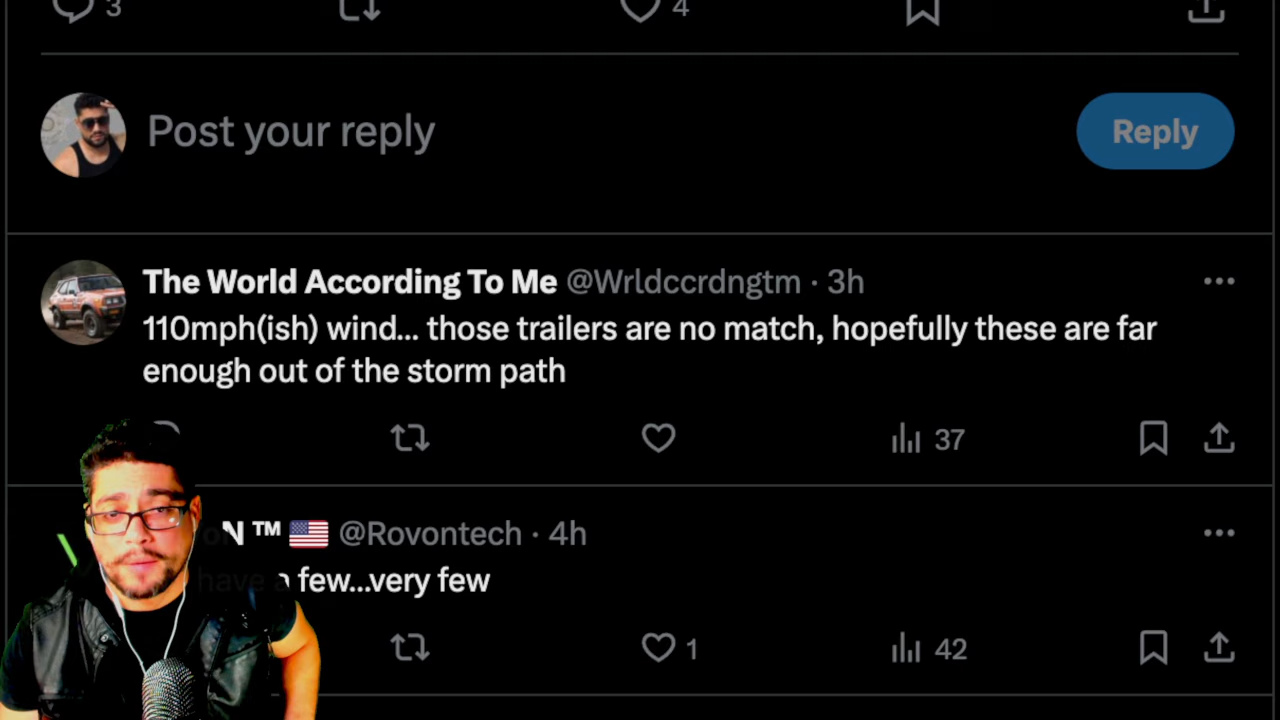 3 4
Post your reply
Reply
The World According To Me @Wrldccrdngtm · 3h
110mph(ish) wind... those trailers are no match, hopefully these are far
enough out of the storm path
37
N ™ 🇺🇸 @Rovontech · 4h
have a few...very few
1 42